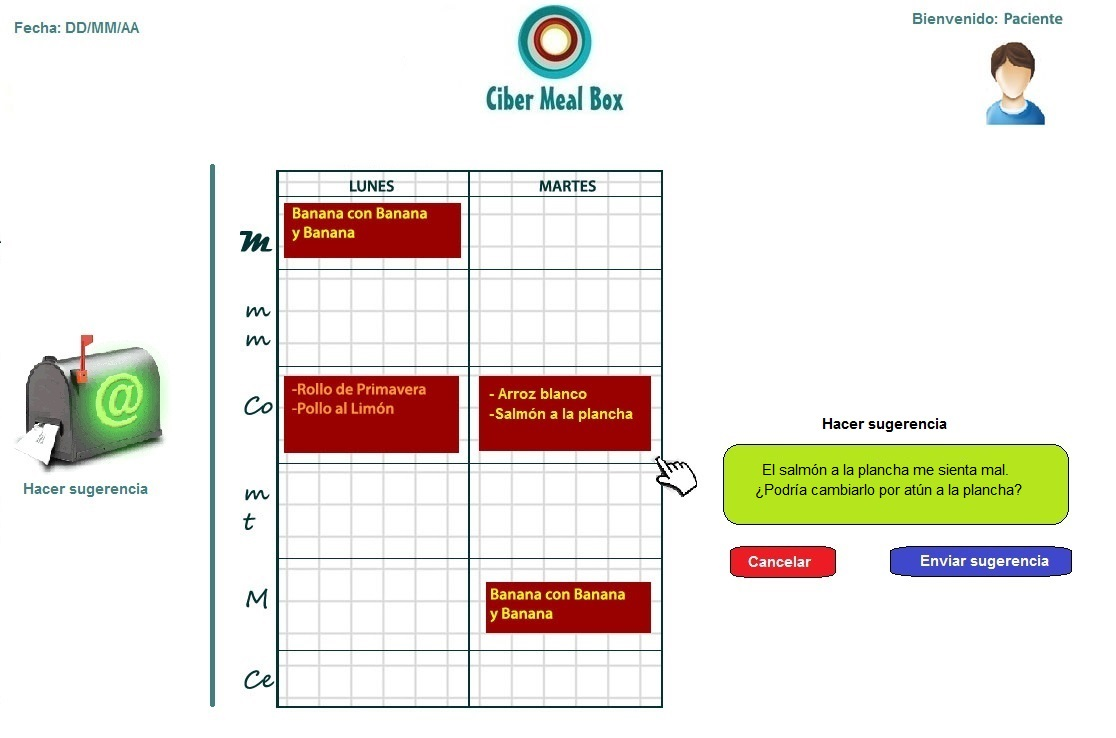 Fecha: DD/MM/AA
Bienvenido: Paciente
Ciber Meal Box
LUNES
MARTES
m
Banana con Banana
y Banana
m
m
Co
-Rollo de Primavera
-Pollo al Limón
- Arroz blanco
-Salmón a la plancha
m
t
M
Banana con Banana
y Banana
Ce
@
Hacer sugerencia
Hacer sugerencia
El salmón a la plancha me sienta mal.
¿Podría cambiarlo por atún a la plancha?
Cancelar
Enviar sugerencia